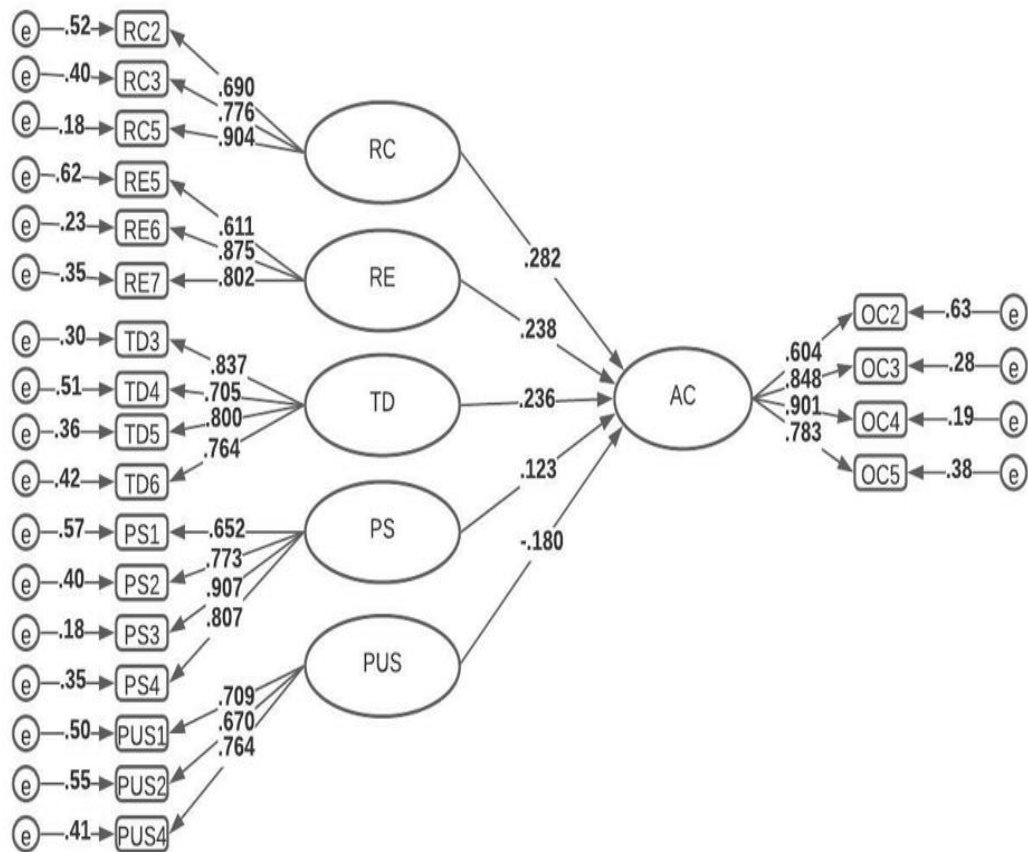 e .52 RC2
e .40 RC3
e .18 RC5
e .62 RE5
e .23 RE6
e .35 RE7
e .30 TD3
e .51 TD4
e .36 TD5
e .42 TD6
e .57 PS1
e .40 PS2
e .18 PS3
e .35 PS4
e .50 PUS1
e .55 PUS2
e .41 PUS4
.690
.776
.904
RC
.611
.875
.802
RE
.837
.705
.800
.764
TD
.652
.773
.907
.807
PS
.709
.670
.764
PUS
.282
.238
.236
.123
-.180
AC
.604
.848
.901
.783
OC2 .63 e
OC3 .28 e
OC4 .19 e
OC5 .38 e